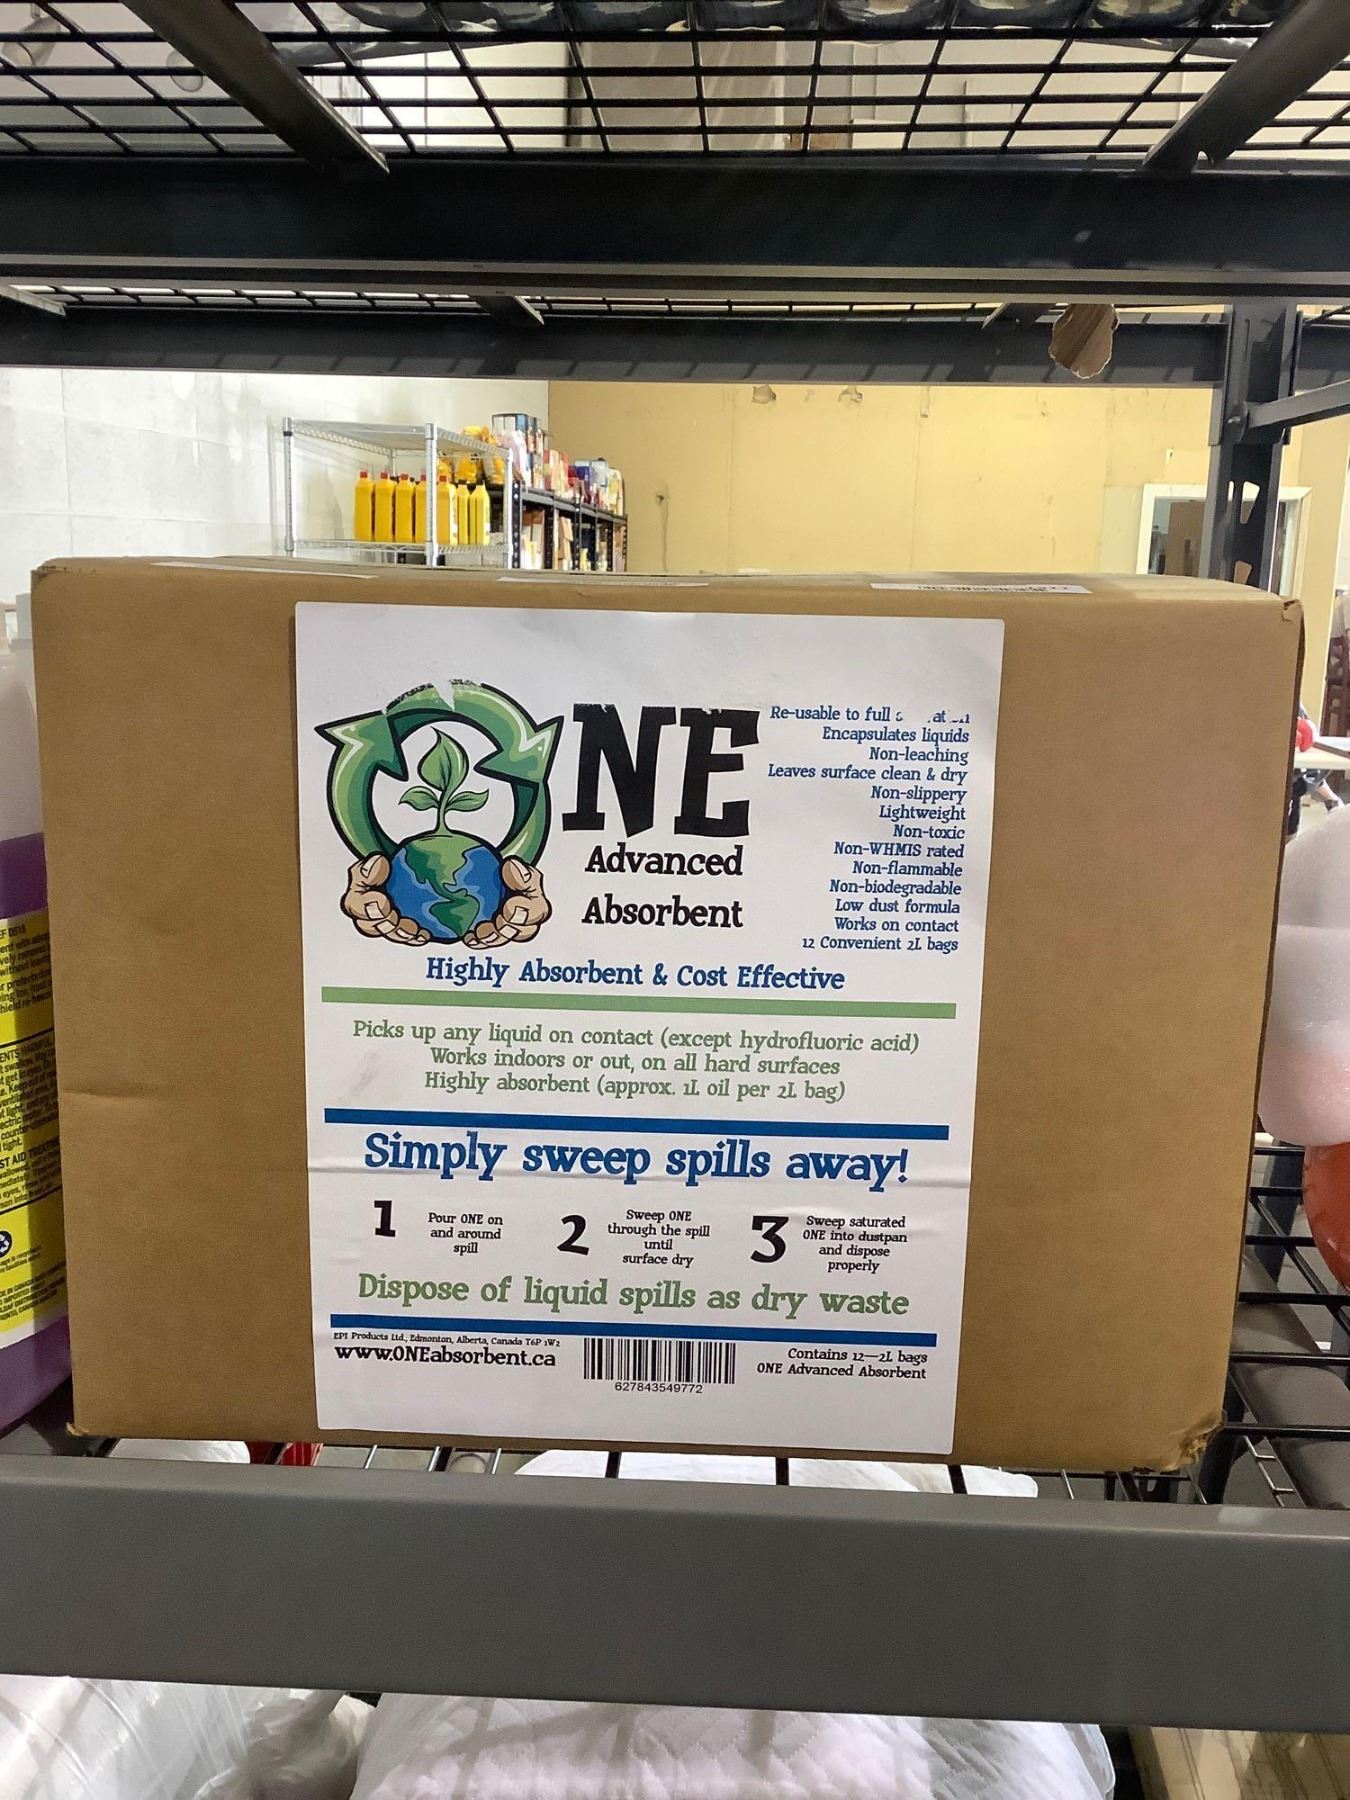 NE
Advanced
Absorbent
Re-usable to full
Encapsulates liquids
Non-leaching
Leaves surface clean & dry
Non-slippery
Lightweight
Non-toxic
Non-WHMIS rated
Non-flammable
Non-biodegradable
Low dust formula
Works on contact
12 Convenient 2L bags
Highly Absorbent & Cost Effective
Picks up any liquid on contact (except hydrofluoric acid)
Works indoors or out, on all hard surfaces
Highly absorbent (approx. 1L oil per 2L bag)
Simply sweep spills away!
1
Pour ONE on
and around
spill
2
Sweep ONE
through the spill
until
surface dry
3
Sweep saturated
ONE into dustpan
and dispose
properly
Dispose of liquid spills as dry waste
EPI Products Ltd., Edmonton, Alberta, Canada T6P 1W2
www.ONEabsorbent.ca
627843549772
Contains 12—2L bags
ONE Advanced Absorbent